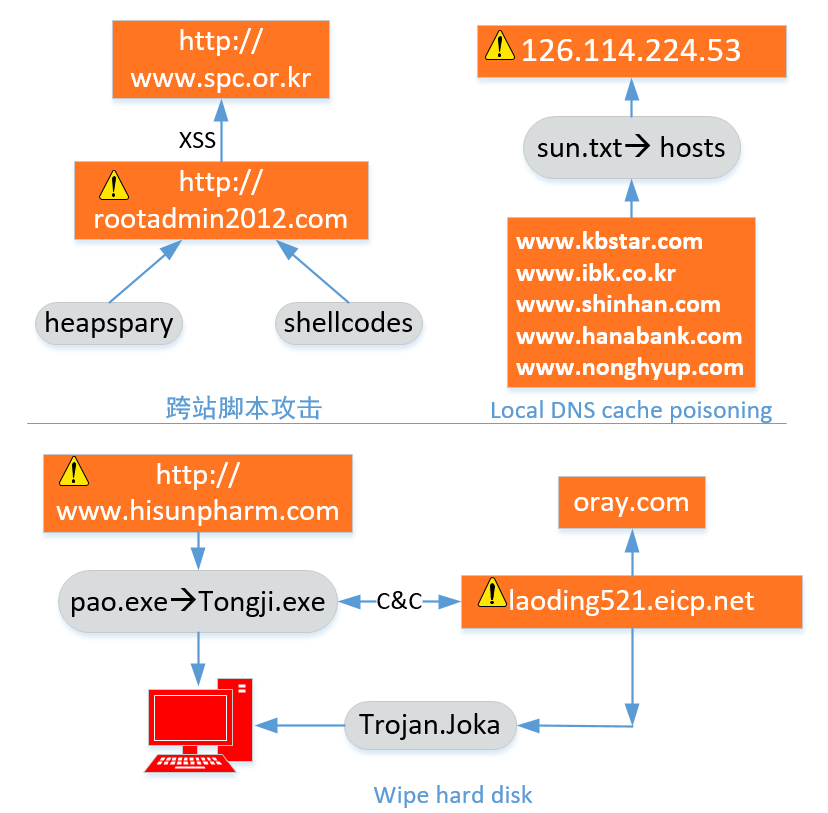 http://
www.spc.or.kr
XSS
http://
rootadmin2012.com
heapspary
shellcodes
跨站脚本攻击
126.114.224.53
sun.txt→ hosts
www.kbstar.com
www.ibk.co.kr
www.shinhan.com
www.hanabank.com
www.nonghyup.com
Local DNS cache poisoning
http://
www.hisunpharm.com
pao.exe→Tongji.exe
C&C
oray.com
laoding521.eicp.net
Trojan.Joka
Wipe hard disk